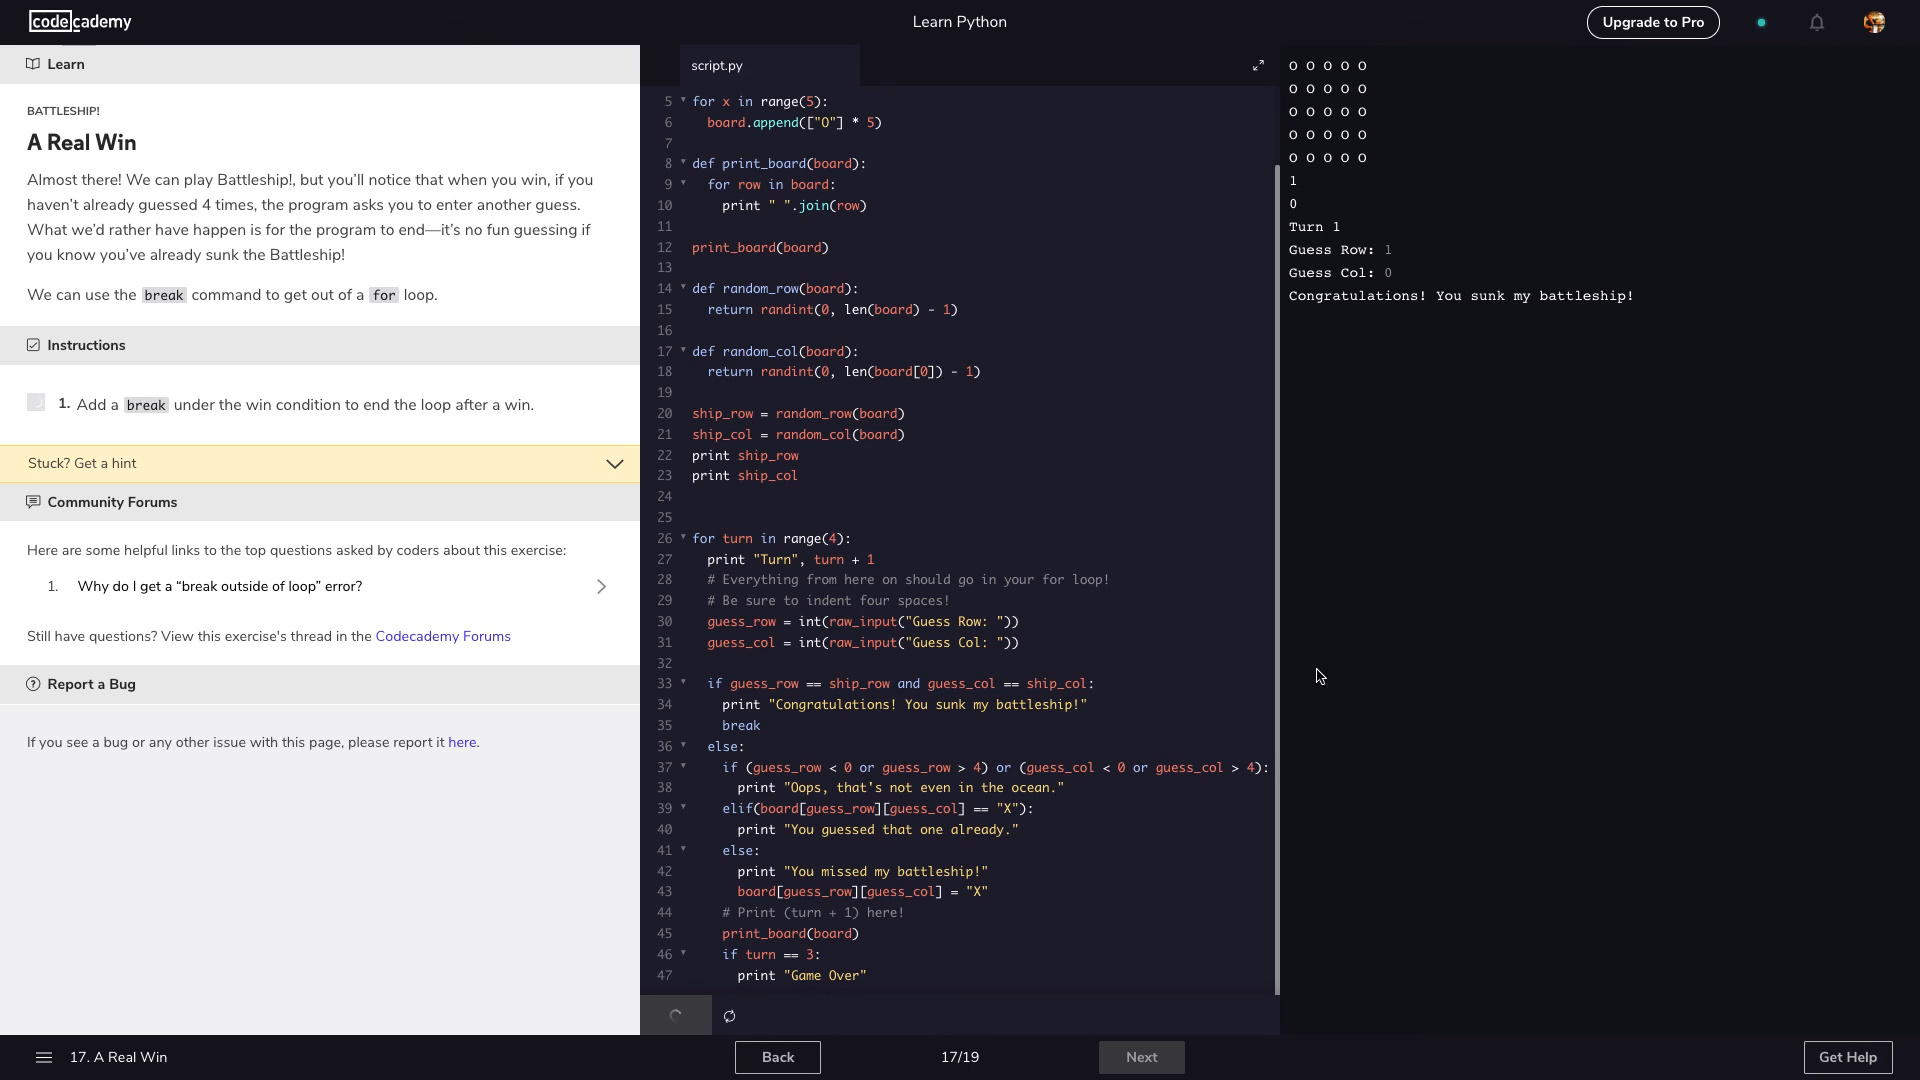 codecademy
Learn Python
Upgrade to Pro
Learn
BATTLESHIP!
A Real Win
Almost there! We can play Battleship!, but you’ll notice that when you win, if you
haven’t already guessed 4 times, the program asks you to enter another guess.
What we’d rather have happen is for the program to end—it’s no fun guessing if
you know you’ve already sunk the Battleship!
We can use the break command to get out of a for loop.
Instructions
1. Add a break under the win condition to end the loop after a win.
Stuck? Get a hint
Community Forums
Here are some helpful links to the top questions asked by coders about this exercise:
1. Why do I get a “break outside of loop” error?
Still have questions? View this exercise's thread in the Codecademy Forums
Report a Bug
If you see a bug or any other issue with this page, please report it here.
script.py
5 for x in range(5):
6   board.append(["O"] * 5)
7
8 def print_board(board):
9   for row in board:
10     print " ".join(row)
11
12 print_board(board)
13
14 def random_row(board):
15   return randint(0, len(board) - 1)
16
17 def random_col(board):
18   return randint(0, len(board[0]) - 1)
19
20 ship_row = random_row(board)
21 ship_col = random_col(board)
22 print ship_row
23 print ship_col
24
25
26 for turn in range(4):
27   print "Turn", turn + 1
28   # Everything from here on should go in your for loop!
29   # Be sure to indent four spaces!
30   guess_row = int(raw_input("Guess Row: "))
31   guess_col = int(raw_input("Guess Col: "))
32
33   if guess_row == ship_row and guess_col == ship_col:
34     print "Congratulations! You sunk my battleship!"
35     break
36   else:
37     if (guess_row < 0 or guess_row > 4) or (guess_col < 0 or guess_col > 4):
38       print "Oops, that's not even in the ocean."
39     elif(board[guess_row][guess_col] == "X"):
40       print "You guessed that one already."
41     else:
42       print "You missed my battleship!"
43       board[guess_row][guess_col] = "X"
44     # Print (turn + 1) here!
45     print_board(board)
46     if turn == 3:
47       print "Game Over"
O O O O O
O O O O O
O O O O O
O O O O O
O O O O O
1
0
Turn 1
Guess Row: 1
Guess Col: 0
Congratulations! You sunk my battleship!
17. A Real Win
Back
17/19
Next
Get Help